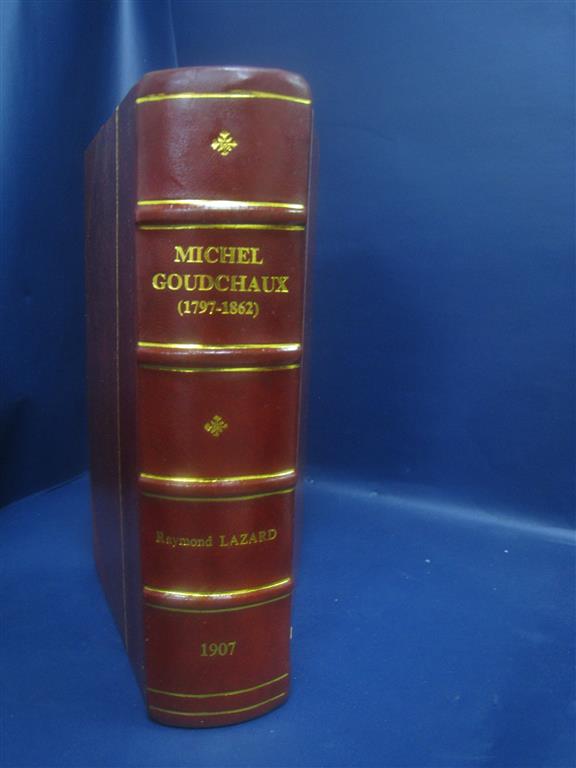 MICHEL
GOUDCHAUX
(1797-1862)
Raymond LAZARD
1907